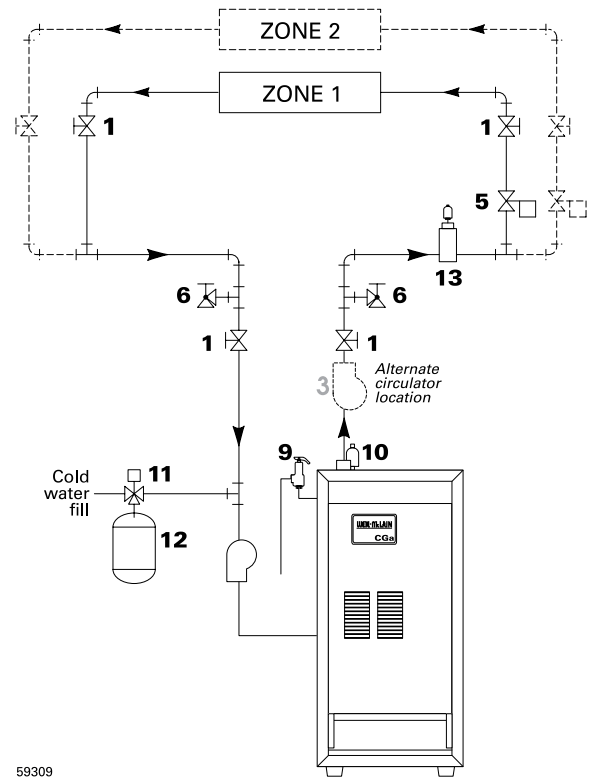 ZONE 2
ZONE 1
1
1
5
13
6
6
1
1
3
Alternate
circulator
location
9
10
11
Cold
water
fill
12
WEIL-McLAIN
CGa
59309